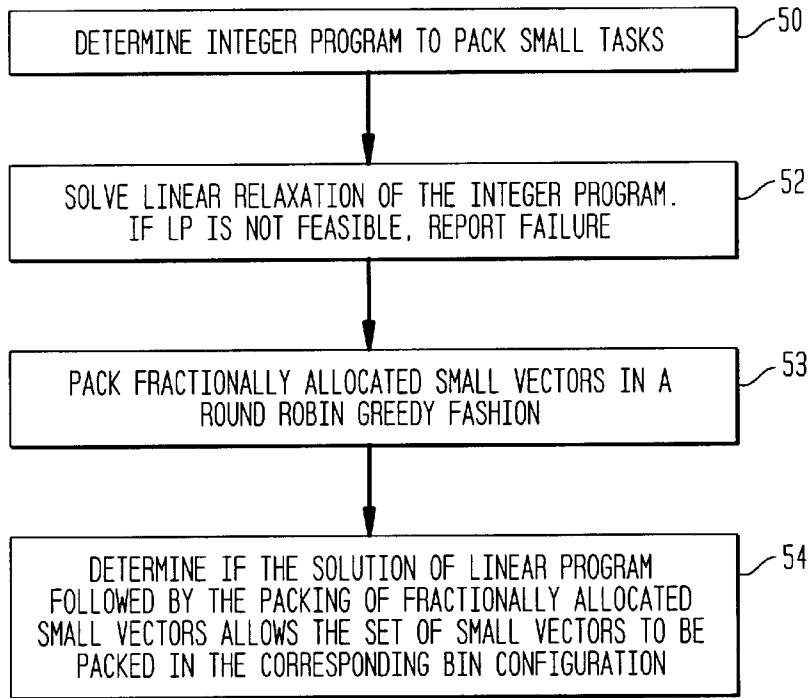 DETERMINE INTEGER PROGRAM TO PACK SMALL TASKS
50
SOLVE LINEAR RELAXATION OF THE INTEGER PROGRAM.
IF LP IS NOT FEASIBLE, REPORT FAILURE
52
PACK FRACTIONALLY ALLOCATED SMALL VECTORS IN A
ROUND ROBIN GREEDY FASHION
53
DETERMINE IF THE SOLUTION OF LINEAR PROGRAM
FOLLOWED BY THE PACKING OF FRACTIONALLY ALLOCATED
SMALL VECTORS ALLOWS THE SET OF SMALL VECTORS TO BE
PACKED IN THE CORRESPONDING BIN CONFIGURATION
54